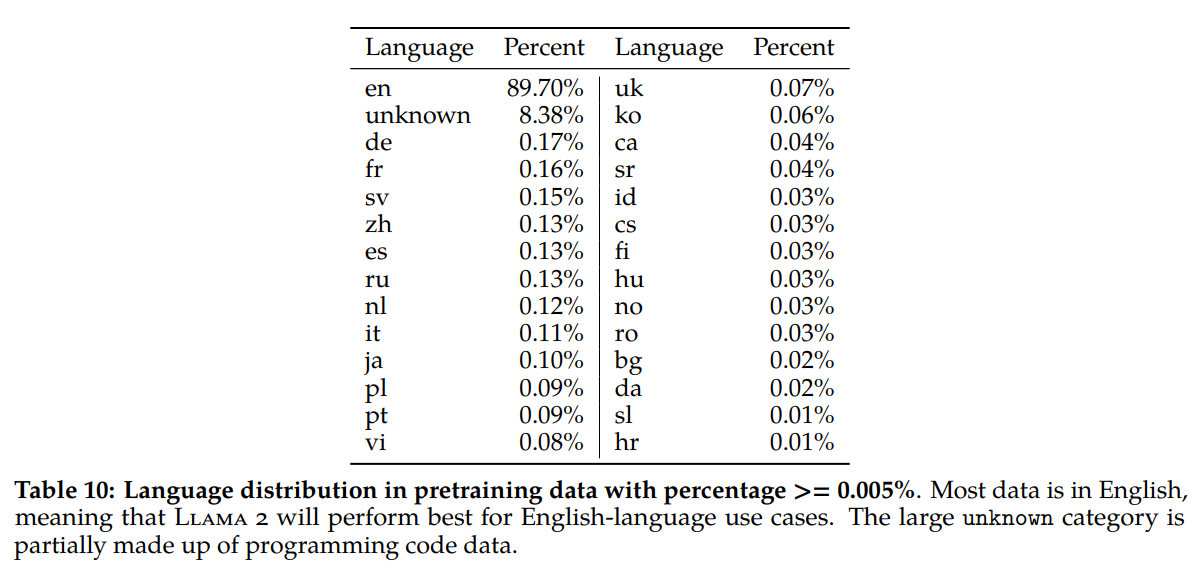 Language Percent Language Percent
en 89.70% uk 0.07%
unknown 8.38% ko 0.06%
de 0.17% ca 0.04%
fr 0.16% sr 0.04%
sv 0.15% id 0.03%
zh 0.13% cs 0.03%
es 0.13% fi 0.03%
ru 0.13% hu 0.03%
nl 0.12% no 0.03%
it 0.11% ro 0.03%
ja 0.10% bg 0.02%
pl 0.09% da 0.02%
pt 0.09% sl 0.01%
vi 0.08% hr 0.01%
Table 10: Language distribution in pretraining data with percentage >= 0.005%. Most data is in English,
meaning that LLAMA 2 will perform best for English-language use cases. The large unknown category is
partially made up of programming code data.